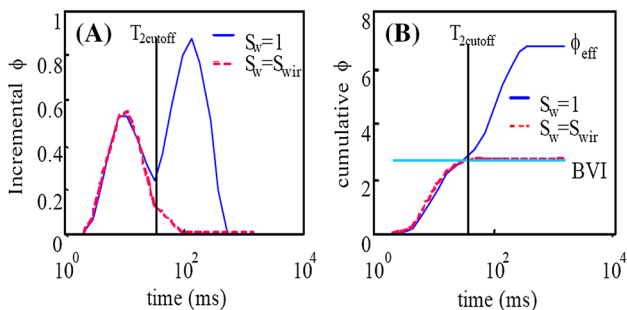 (A)
T2cutoff
Sw=1
Sw=Swir
1
0.8
0.6
0.4
0.2
0
Incremental ϕ
10^0
10^2
10^4
time (ms)
(B)
T2cutoff
ϕeff
Sw=1
Sw=Swir
BVI
8
6
4
2
0
cumulative ϕ
10^0
10^2
10^4
time (ms)